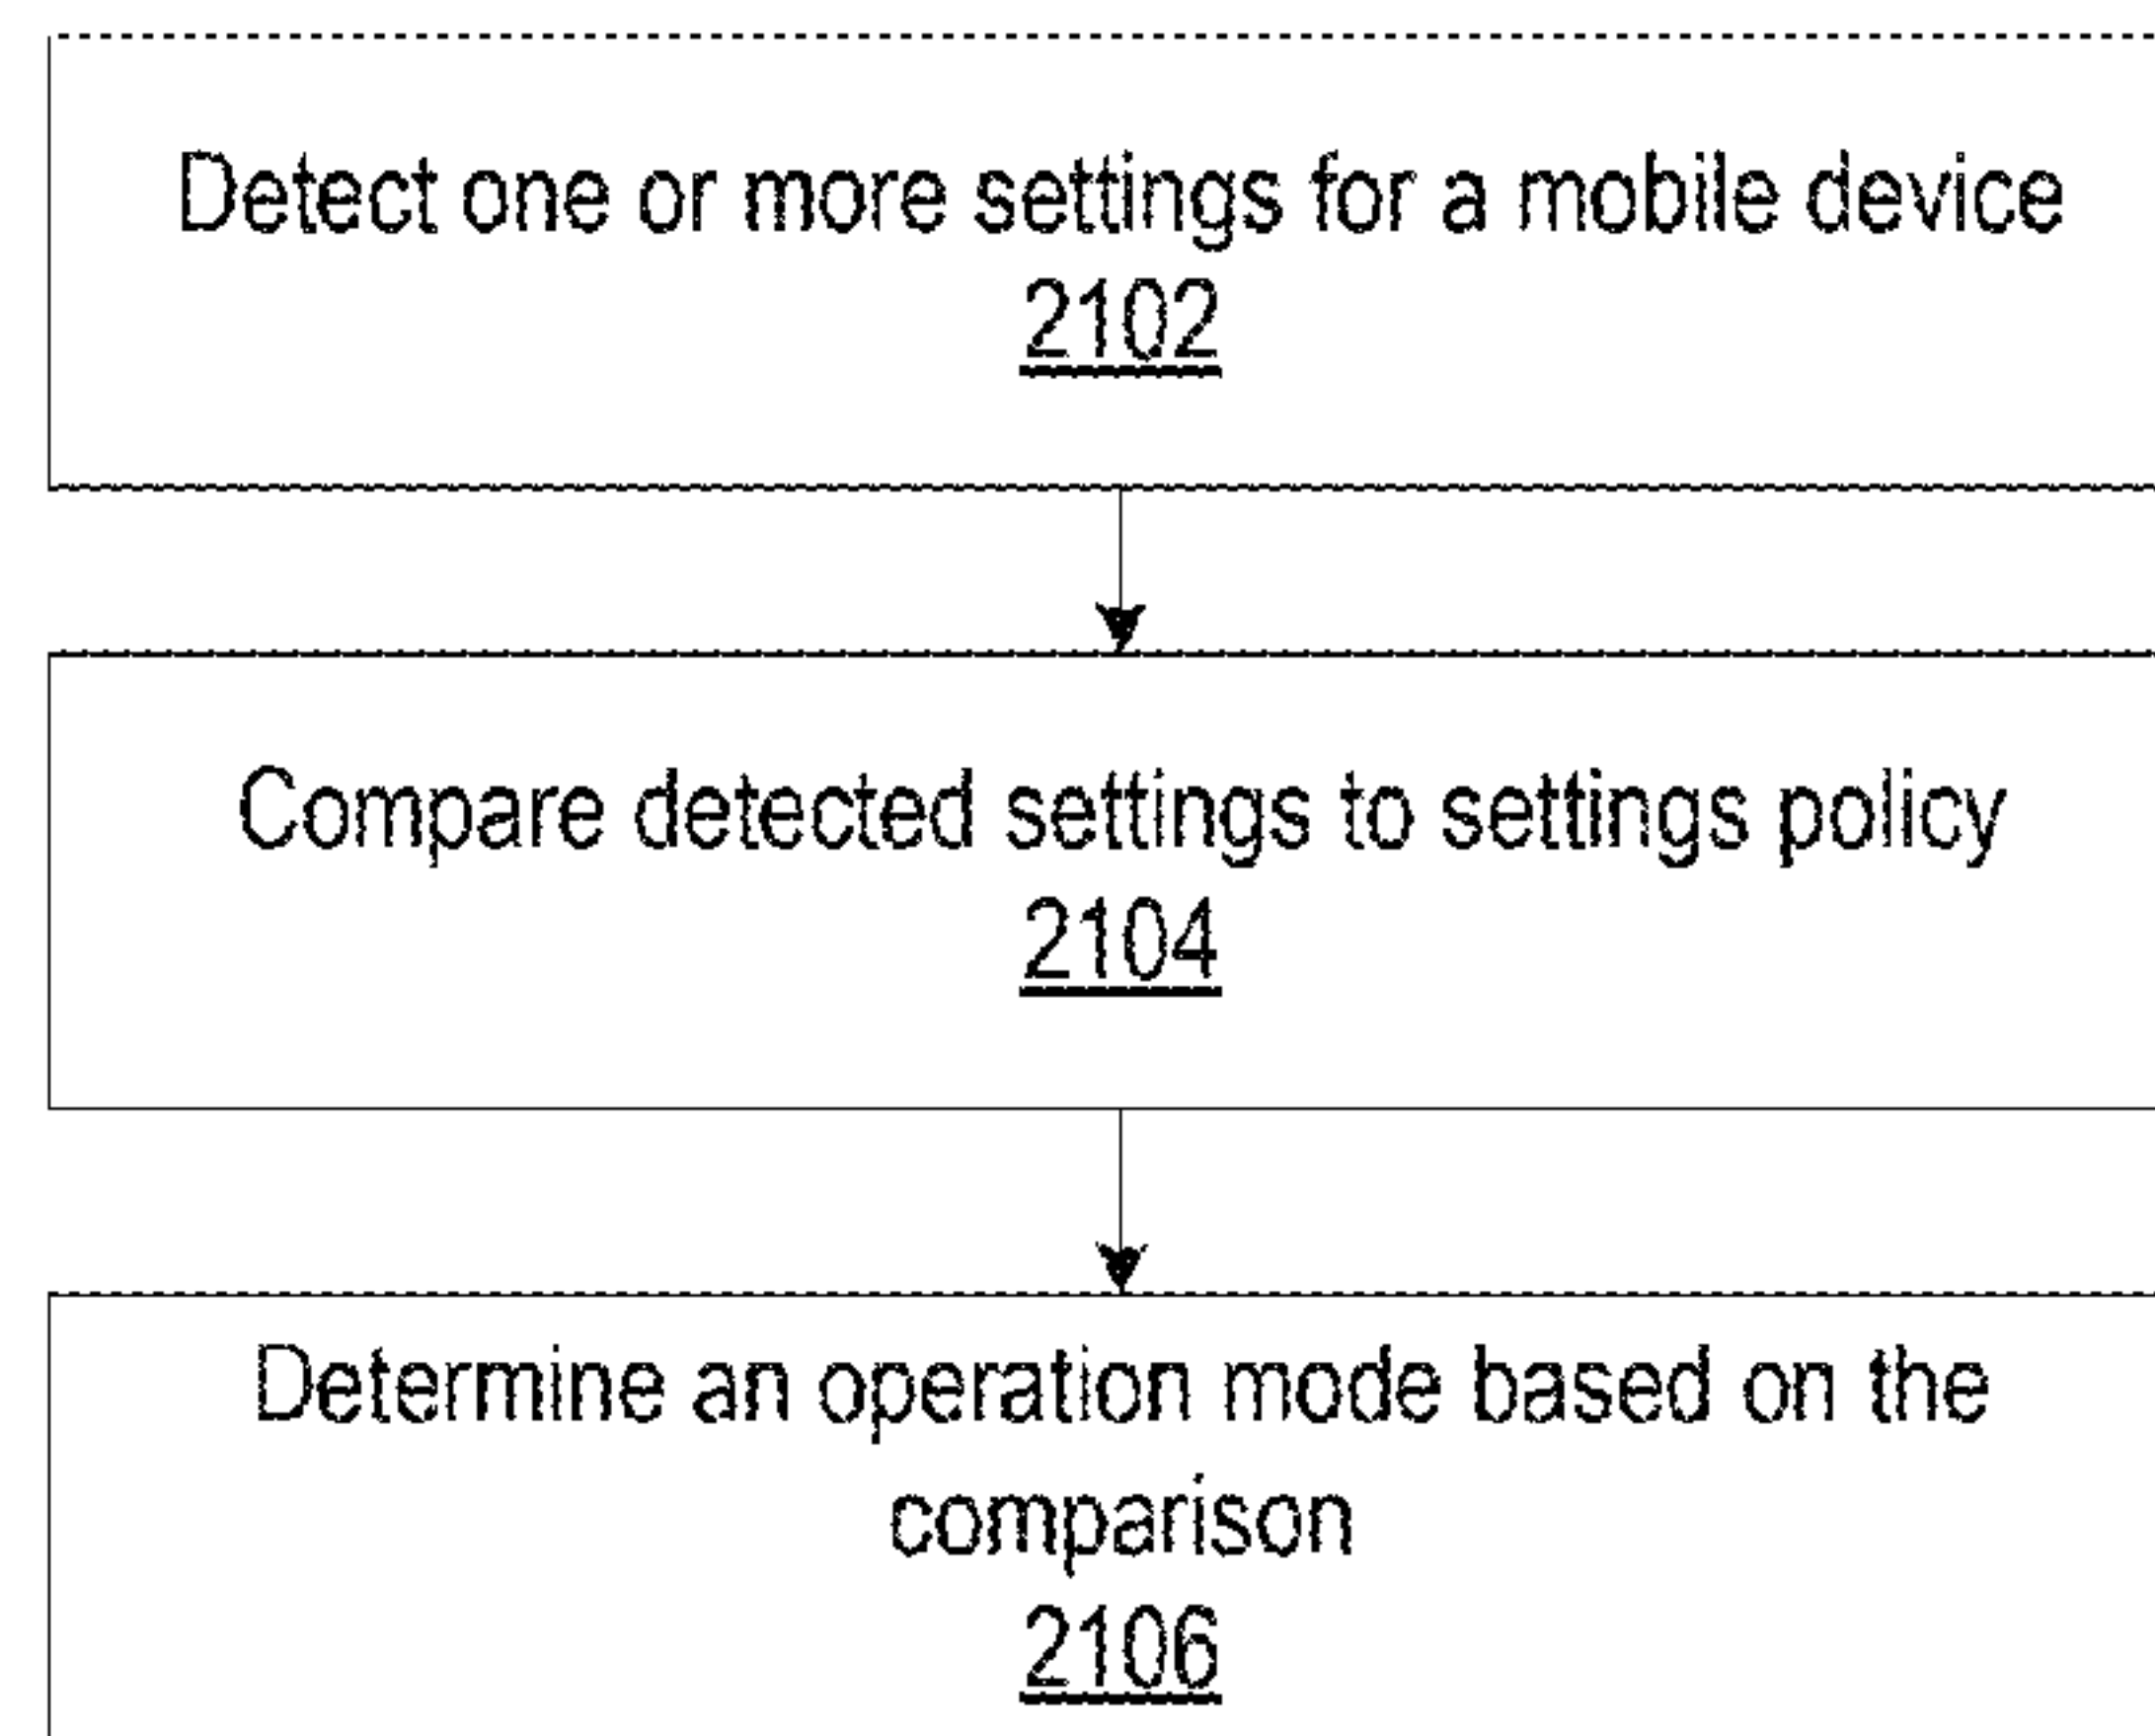 Detect one or more settings for a mobile device
2102
Compare detected settings to settings policy
2104
Determine an operation mode based on the
comparison
2106